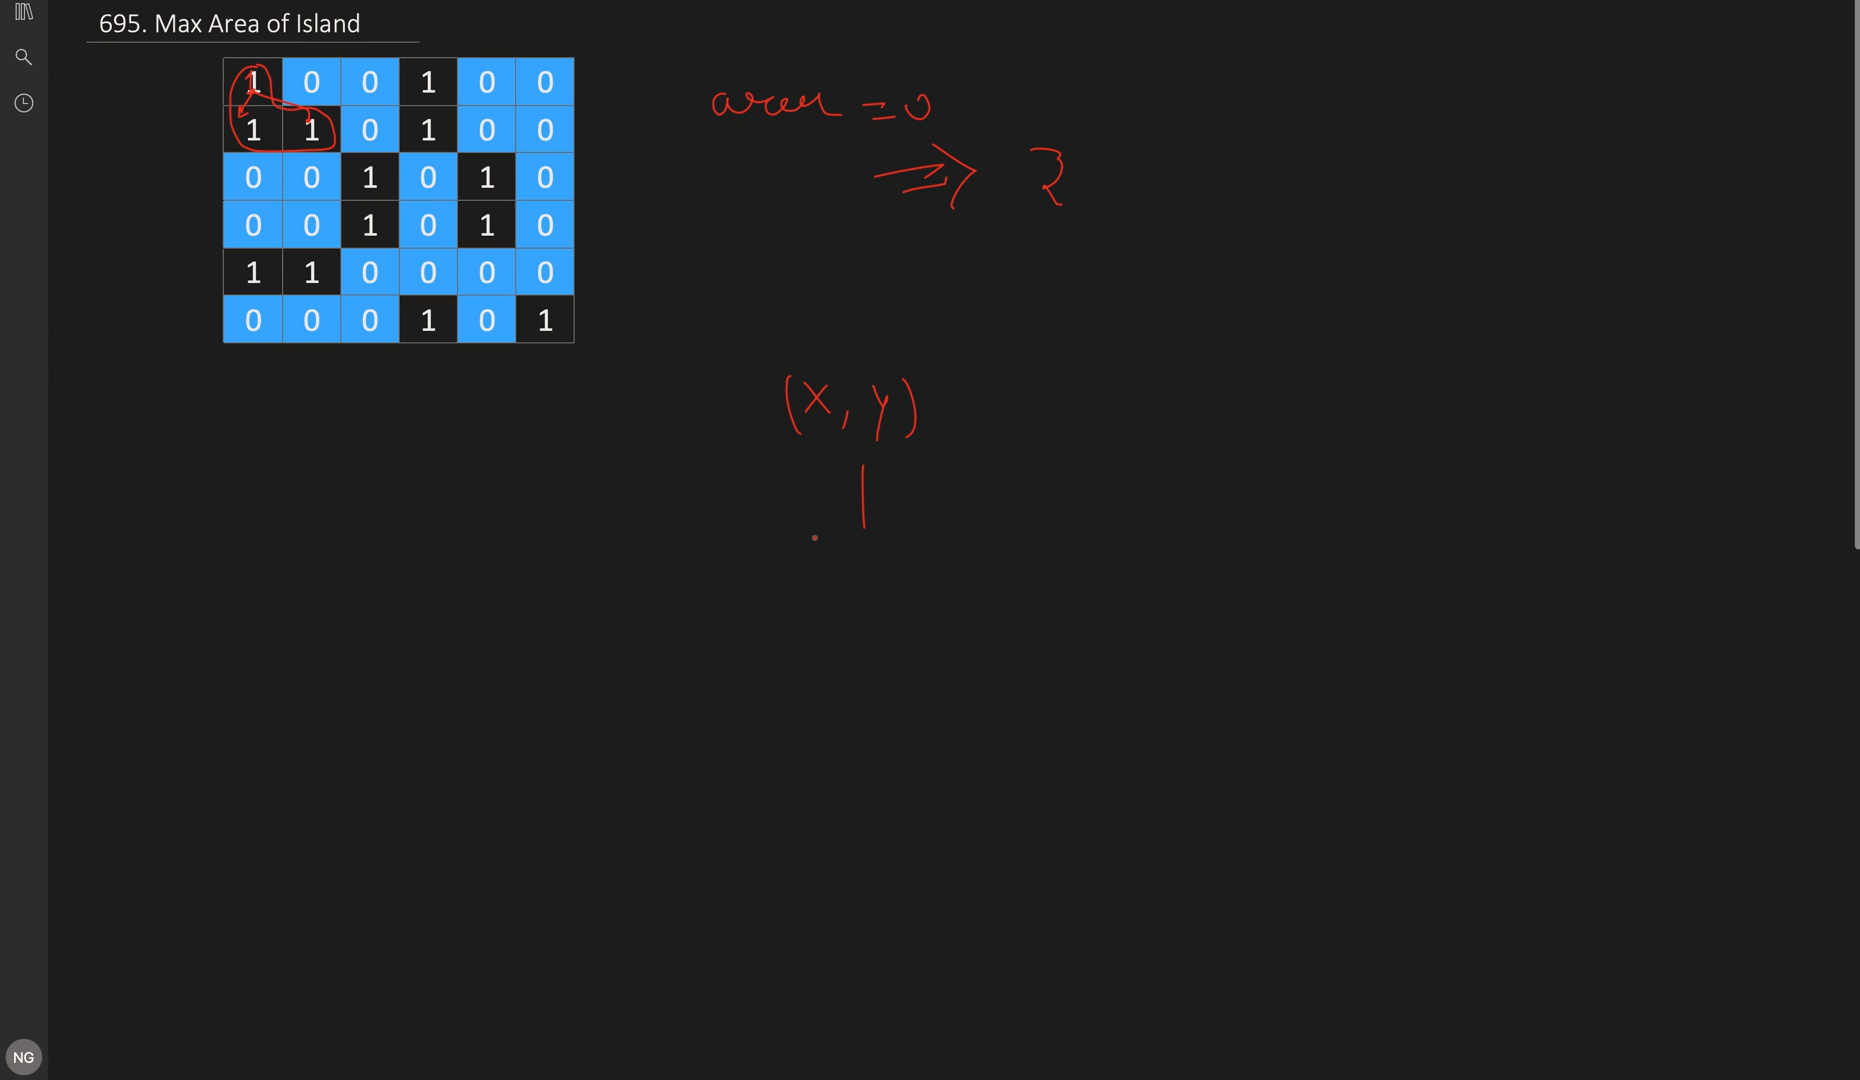 695. Max Area of Island
1 0 0 1 0 0
area = 0
1 1 0 1 0 0
0 0 1 0 1 0
0 0 1 0 1 0
1 1 0 0 0 0
0 0 0 1 0 1
(x, y)
NG